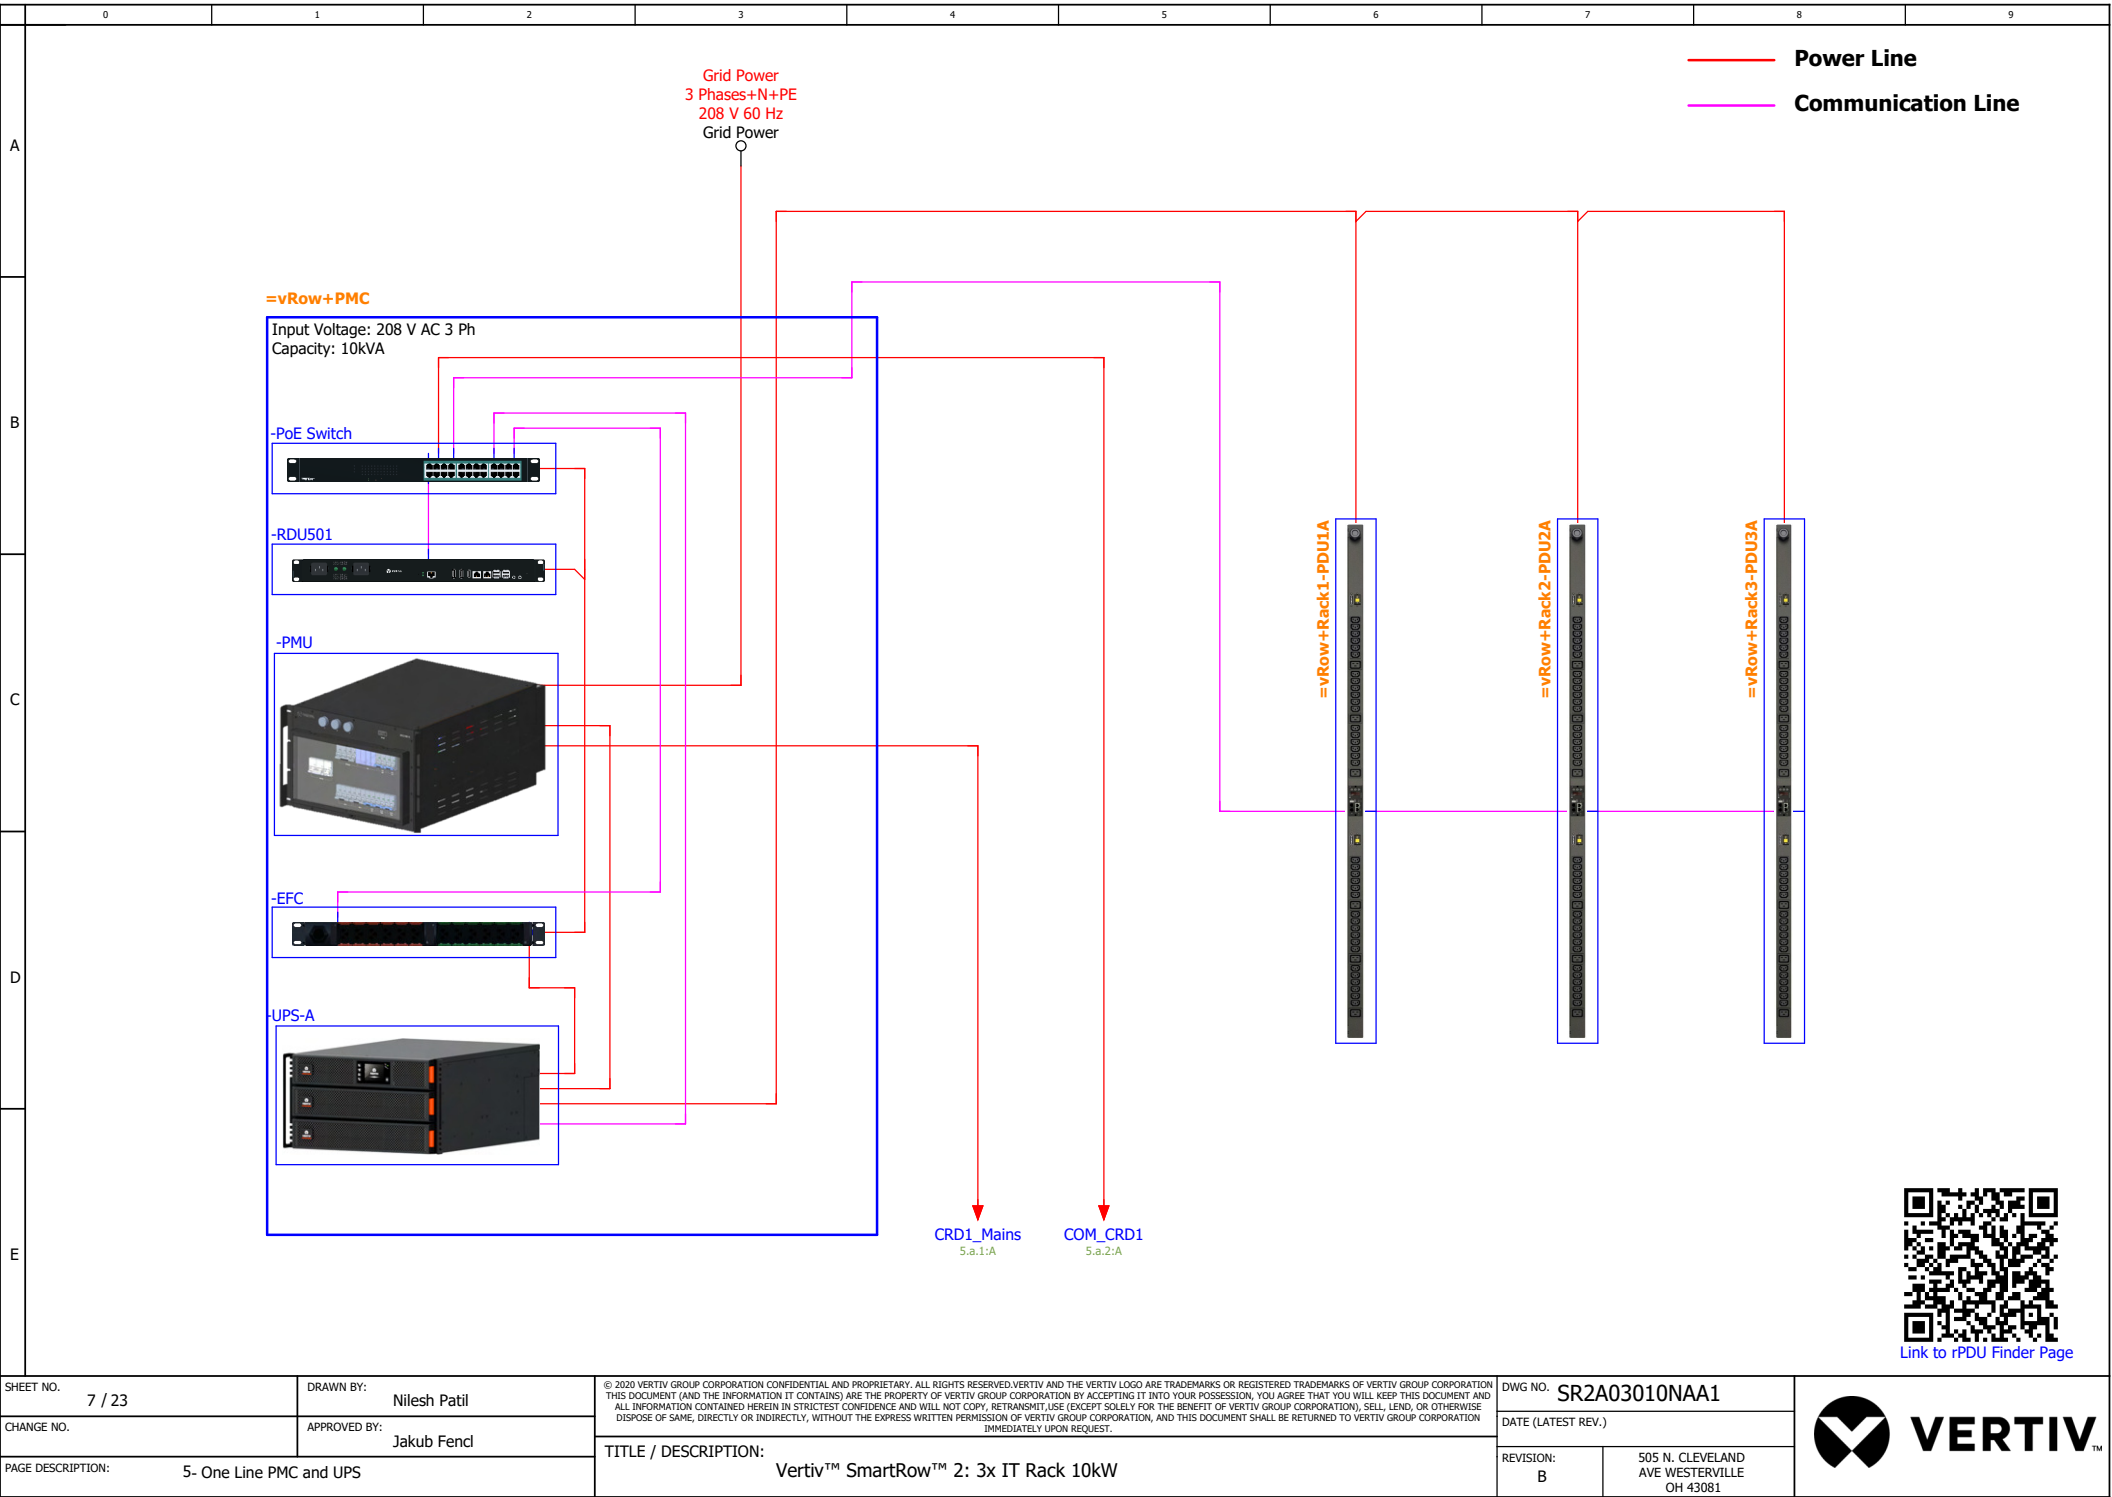 0 1 2 3 4 5 6 7 8 9
Power Line
Communication Line
Grid Power
3 Phases+N+PE
208 V 60 Hz
Grid Power
A
=vRow+PMC
Input Voltage: 208 V AC 3 Ph
Capacity: 10kVA
B
-PoE Switch
-RDU501
-PMU
C
-EFC
D
-UPS-A
=vRow+Rack1-PDU1A
=vRow+Rack2-PDU2A
=vRow+Rack3-PDU3A
CRD1_Mains
5.a.1:A
COM_CRD1
5.a.2:A
E
Link to rPDU Finder Page
SHEET NO.
7 / 23
DRAWN BY:
Nilesh Patil
CHANGE NO.
APPROVED BY:
Jakub Fencl
PAGE DESCRIPTION:
5- One Line PMC and UPS
© 2020 VERTIV GROUP CORPORATION CONFIDENTIAL AND PROPRIETARY. ALL RIGHTS RESERVED.VERTIV AND THE VERTIV LOGO ARE TRADEMARKS OR REGISTERED TRADEMARKS OF VERTIV GROUP CORPORATION
THIS DOCUMENT (AND THE INFORMATION IT CONTAINS) ARE THE PROPERTY OF VERTIV GROUP CORPORATION BY ACCEPTING IT INTO YOUR POSSESSION, YOU AGREE THAT YOU WILL KEEP THIS DOCUMENT AND
ALL INFORMATION CONTAINED HEREIN IN STRICTEST CONFIDENCE AND WILL NOT COPY, RETRANSMIT,USE (EXCEPT SOLELY FOR THE BENEFIT OF VERTIV GROUP CORPORATION), SELL, LEND, OR OTHERWISE
DISPOSE OF SAME, DIRECTLY OR INDIRECTLY, WITHOUT THE EXPRESS WRITTEN PERMISSION OF VERTIV GROUP CORPORATION, AND THIS DOCUMENT SHALL BE RETURNED TO VERTIV GROUP CORPORATION
IMMEDIATELY UPON REQUEST.
TITLE / DESCRIPTION:
Vertiv™ SmartRow™ 2: 3x IT Rack 10kW
DWG NO. SR2A03010NAA1
DATE (LATEST REV.)
REVISION:
B
505 N. CLEVELAND
AVE WESTERVILLE
OH 43081
VERTIV™